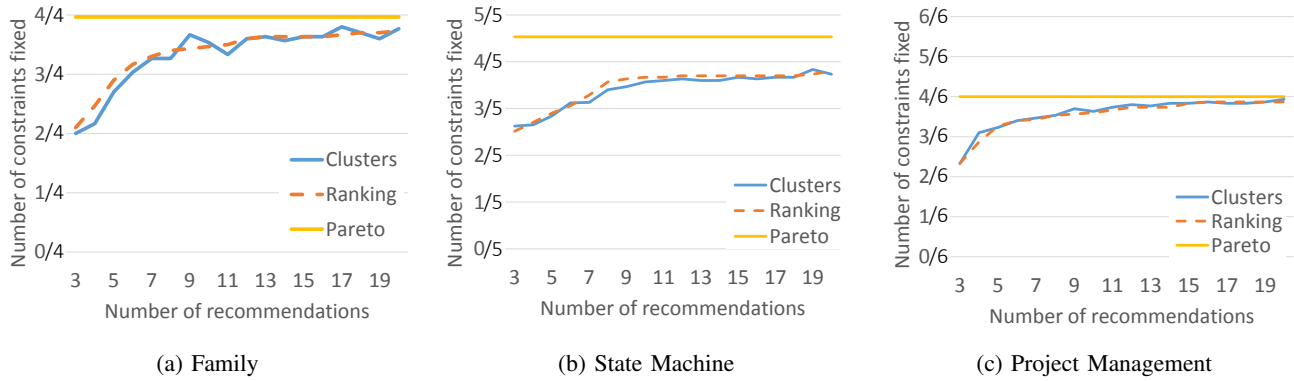 Number of constraints fixed
4/4
3/4
2/4
1/4
0/4
Clusters
Ranking
Pareto
3 5 7 9 11 13 15 17 19
Number of recommendations
(a) Family
Number of constraints fixed
5/5
4/5
3/5
2/5
1/5
0/5
Clusters
Ranking
Pareto
3 5 7 9 11 13 15 17 19
Number of recommendations
(b) State Machine
Number of constraints fixed
6/6
5/6
4/6
3/6
2/6
1/6
0/6
Clusters
Ranking
Pareto
3 5 7 9 11 13 15 17 19
Number of recommendations
(c) Project Management